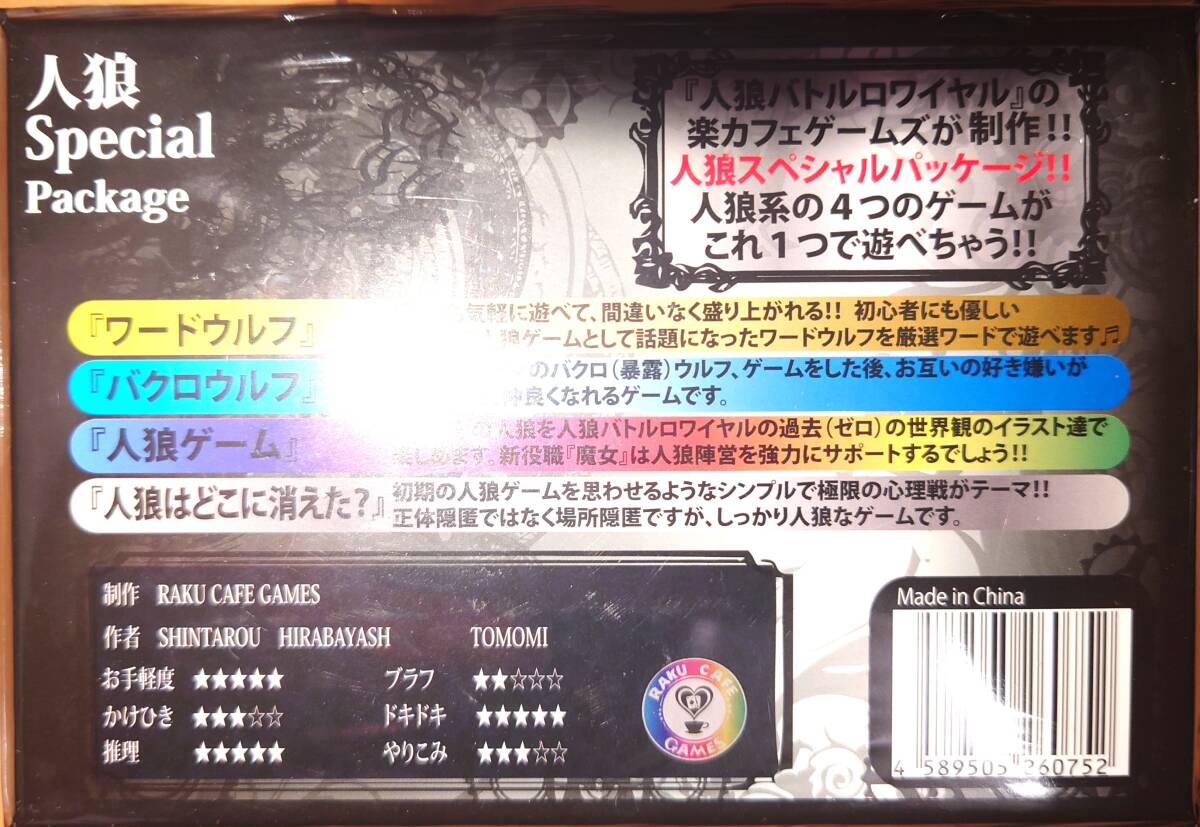 人狼
Special
Package
『人狼バトルロワイヤル』の
楽カフェゲームズが制作!!
人狼スペシャルパッケージ!!
人狼系の4つのゲームが
これ1つで遊べちゃう!!
『ワードウルフ』
気軽に遊べて、間違いなく盛り上がれる!! 初心者にも優しい
狼ゲームとして話題になったワードウルフを厳選ワードで遊べます♬
『バクロウルフ』
のバクロ(暴露)ウルフ、ゲームをした後、お互いの好き嫌いが
仲良くなれるゲームです。
『人狼ゲーム』
の人狼を人狼バトルロワイヤルの過去(ゼロ)の世界観のイラスト達で
楽しめます。新役職『魔女』は人狼陣営を強力にサポートするでしょう!!
『人狼はどこに消えた?』
初期の人狼ゲームを思わせるようなシンプルで極限の心理戦がテーマ!!
正体隠匿ではなく場所隠匿ですが、しっかり人狼なゲームです。
制作 RAKU CAFE GAMES
作者 SHINTAROU HIRABAYASH TOMOMI
お手軽度 ★★★★★ ブラフ ★★☆☆☆
かけひき ★★★☆☆ ドキドキ ★★★★★
推理 ★★★★★ やりこみ ★★★☆☆
RAKU CAFE
GAMES
Made in China
4 589505 260752